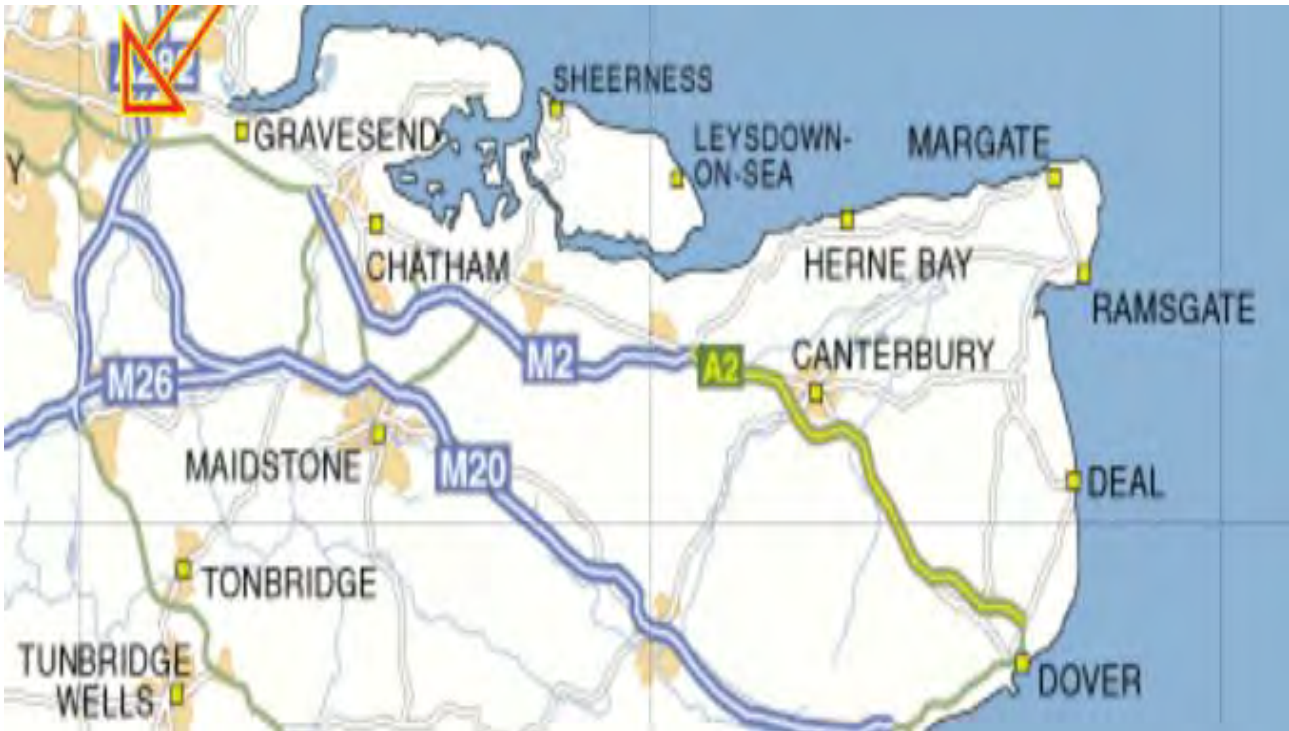 SHEERNESS
GRAVESEND
LEYSDOWN-
ON-SEA
MARGATE
Y
CHATHAM
HERNE BAY
RAMSGATE
M2
A2
CANTERBURY
M26
MAIDSTONE
M20
DEAL
TONBRIDGE
TUNBRIDGE
WELLS
DOVER